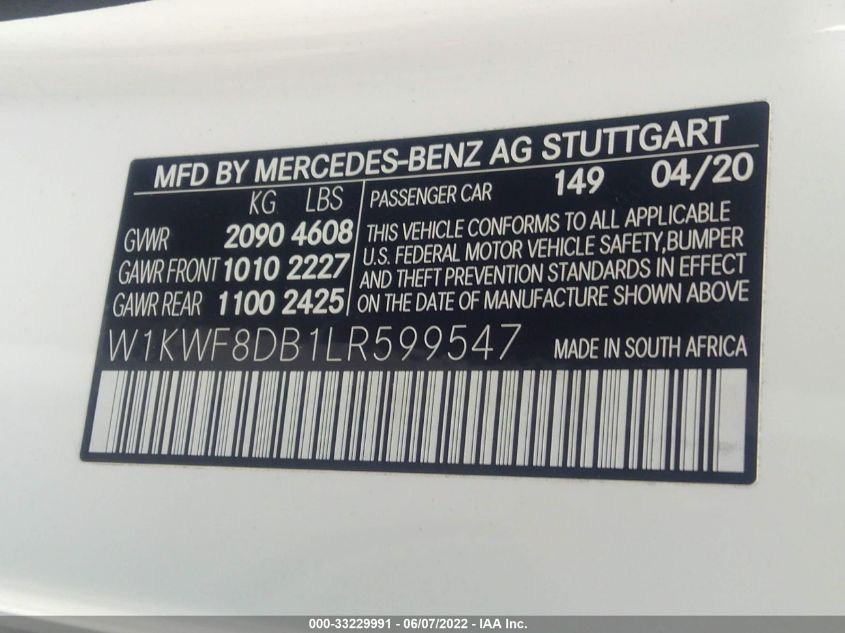 MFD BY MERCEDES-BENZ AG STUTTGART
KG LBS
GVWR 2090 4608
GAWR FRONT 1010 2227
GAWR REAR 1100 2425
PASSENGER CAR 149 04/20
THIS VEHICLE CONFORMS TO ALL APPLICABLE
U.S. FEDERAL MOTOR VEHICLE SAFETY,BUMPER
AND THEFT PREVENTION STANDARDS IN EFFECT
ON THE DATE OF MANUFACTURE SHOWN ABOVE
W1KWF8DB1LR599547 MADE IN SOUTH AFRICA
000-33229991 - 06/07/2022 - IAA Inc.